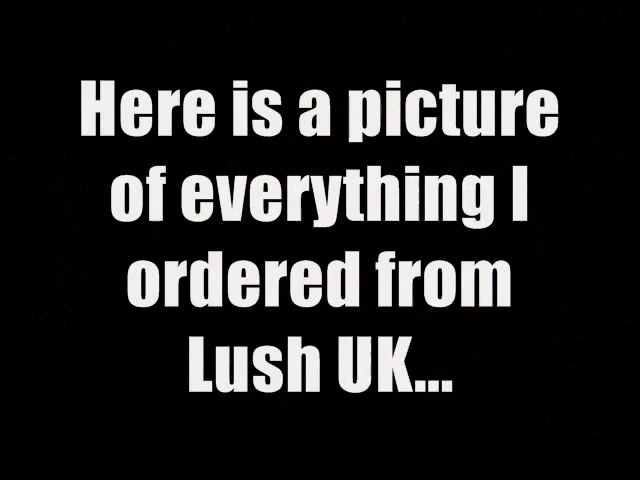 Here is a picture
of everything I
ordered from
Lush UK...